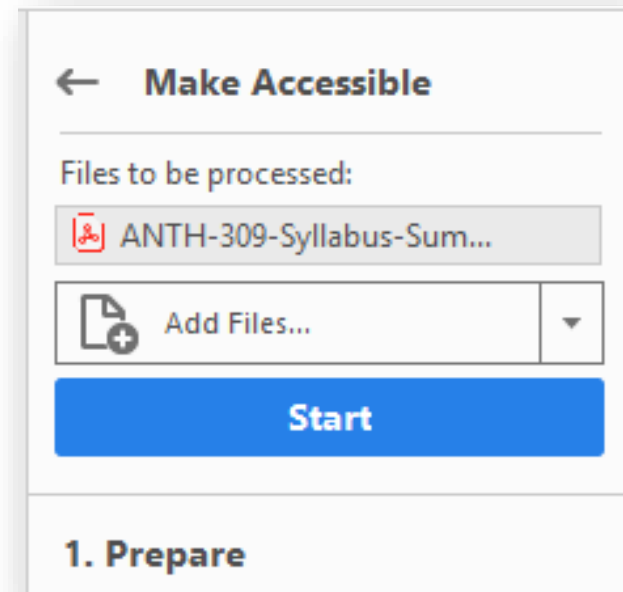 Make Accessible
Files to be processed:
ANTH-309-Syllabus-Sum...
Add Files...
Start
1. Prepare